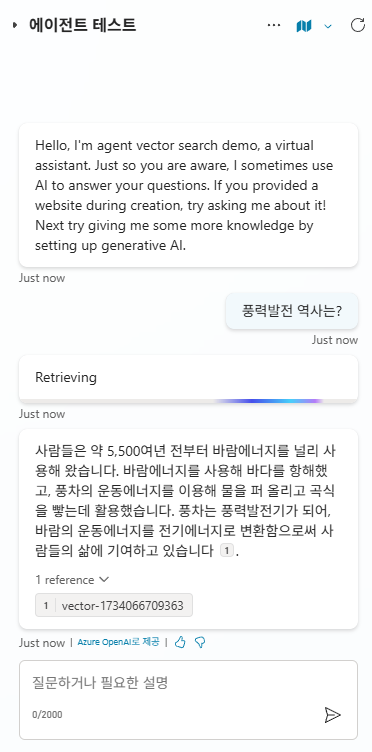 에이전트 테스트
Hello, I'm agent vector search demo, a virtual
assistant. Just so you are aware, I sometimes use
AI to answer your questions. If you provided a
website during creation, try asking me about it!
Next try giving me some more knowledge by
setting up generative AI.
Just now
풍력발전 역사는?
Just now
Retrieving
Just now
사람들은 약 5,500여년 전부터 바람에너지를 널리 사
용해 왔습니다. 바람에너지를 사용해 바다를 항해했
고, 풍차의 운동에너지를 이용해 물을 퍼 올리고 곡식
을 빻는데 활용했습니다. 풍차는 풍력발전기가 되어,
바람의 운동에너지를 전기에너지로 변환함으로써 사
람들의 삶에 기여하고 있습니다 1.
1 reference
1 vector-1734066709363
Just now | Azure OpenAI로 제공 |
질문하거나 필요한 설명
0/2000